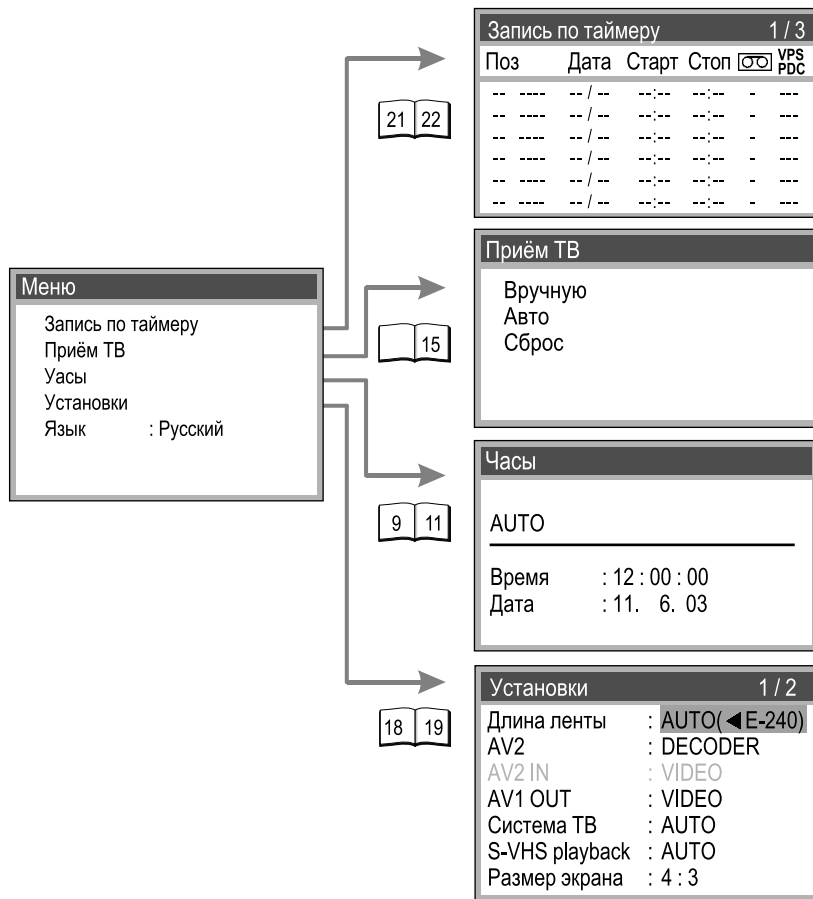 Меню
Запись по таймеру
Приём ТВ
Уасы
Установки
Язык : Русский
21 22
Запись по таймеру 1 / 3
Поз Дата Старт Стоп VPS PDC
-- ---- -- / -- --:-- --:-- - ---
-- ---- -- / -- --:-- --:-- - ---
-- ---- -- / -- --:-- --:-- - ---
-- ---- -- / -- --:-- --:-- - ---
-- ---- -- / -- --:-- --:-- - ---
-- ---- -- / -- --:-- --:-- - ---
15
Приём ТВ
Вручную
Авто
Сброс
9 11
Часы
AUTO
Время : 12 : 00 : 00
Дата : 11. 6. 03
18 19
Установки 1 / 2
Длина ленты : AUTO(◀E-240)
AV2 : DECODER
AV2 IN : VIDEO
AV1 OUT : VIDEO
Система ТВ : AUTO
S-VHS playback : AUTO
Размер экрана : 4 : 3